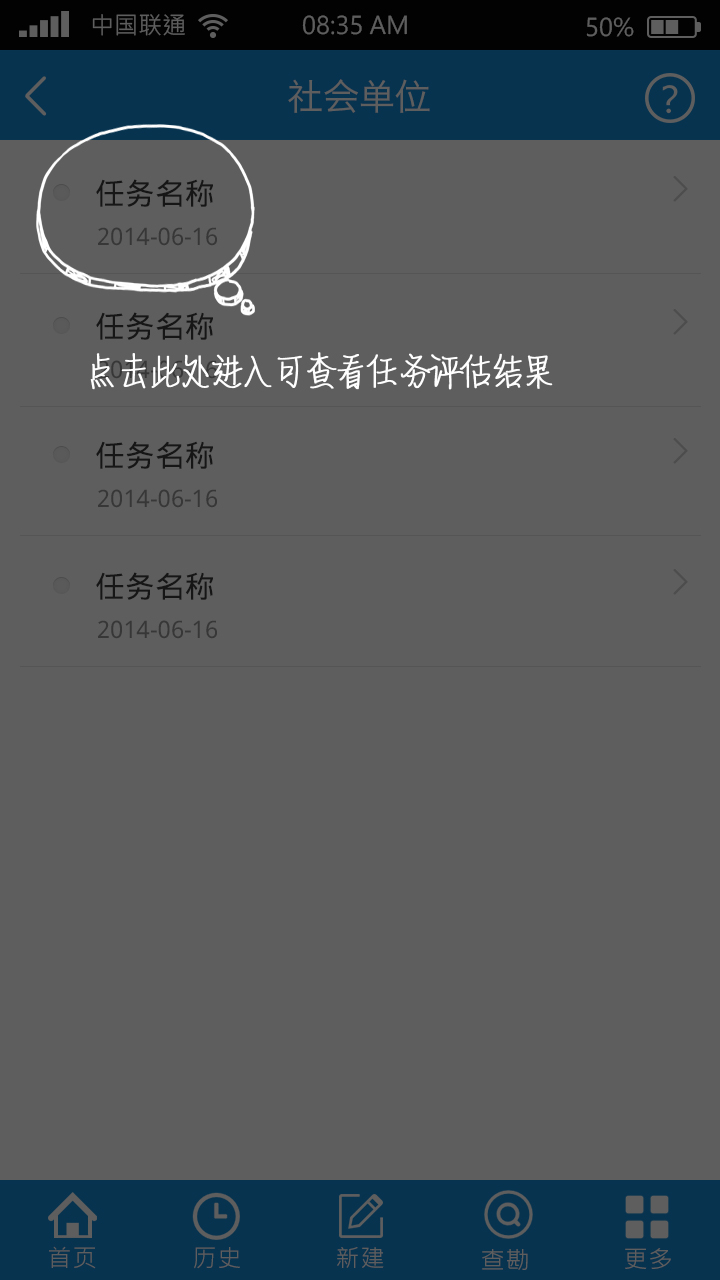 中国联通 08:35 AM 50%
社会单位
任务名称
2014-06-16
任务名称
点击此处进入可查看任务评估结果
任务名称
2014-06-16
任务名称
2014-06-16
首页 历史 新建 查勘 更多